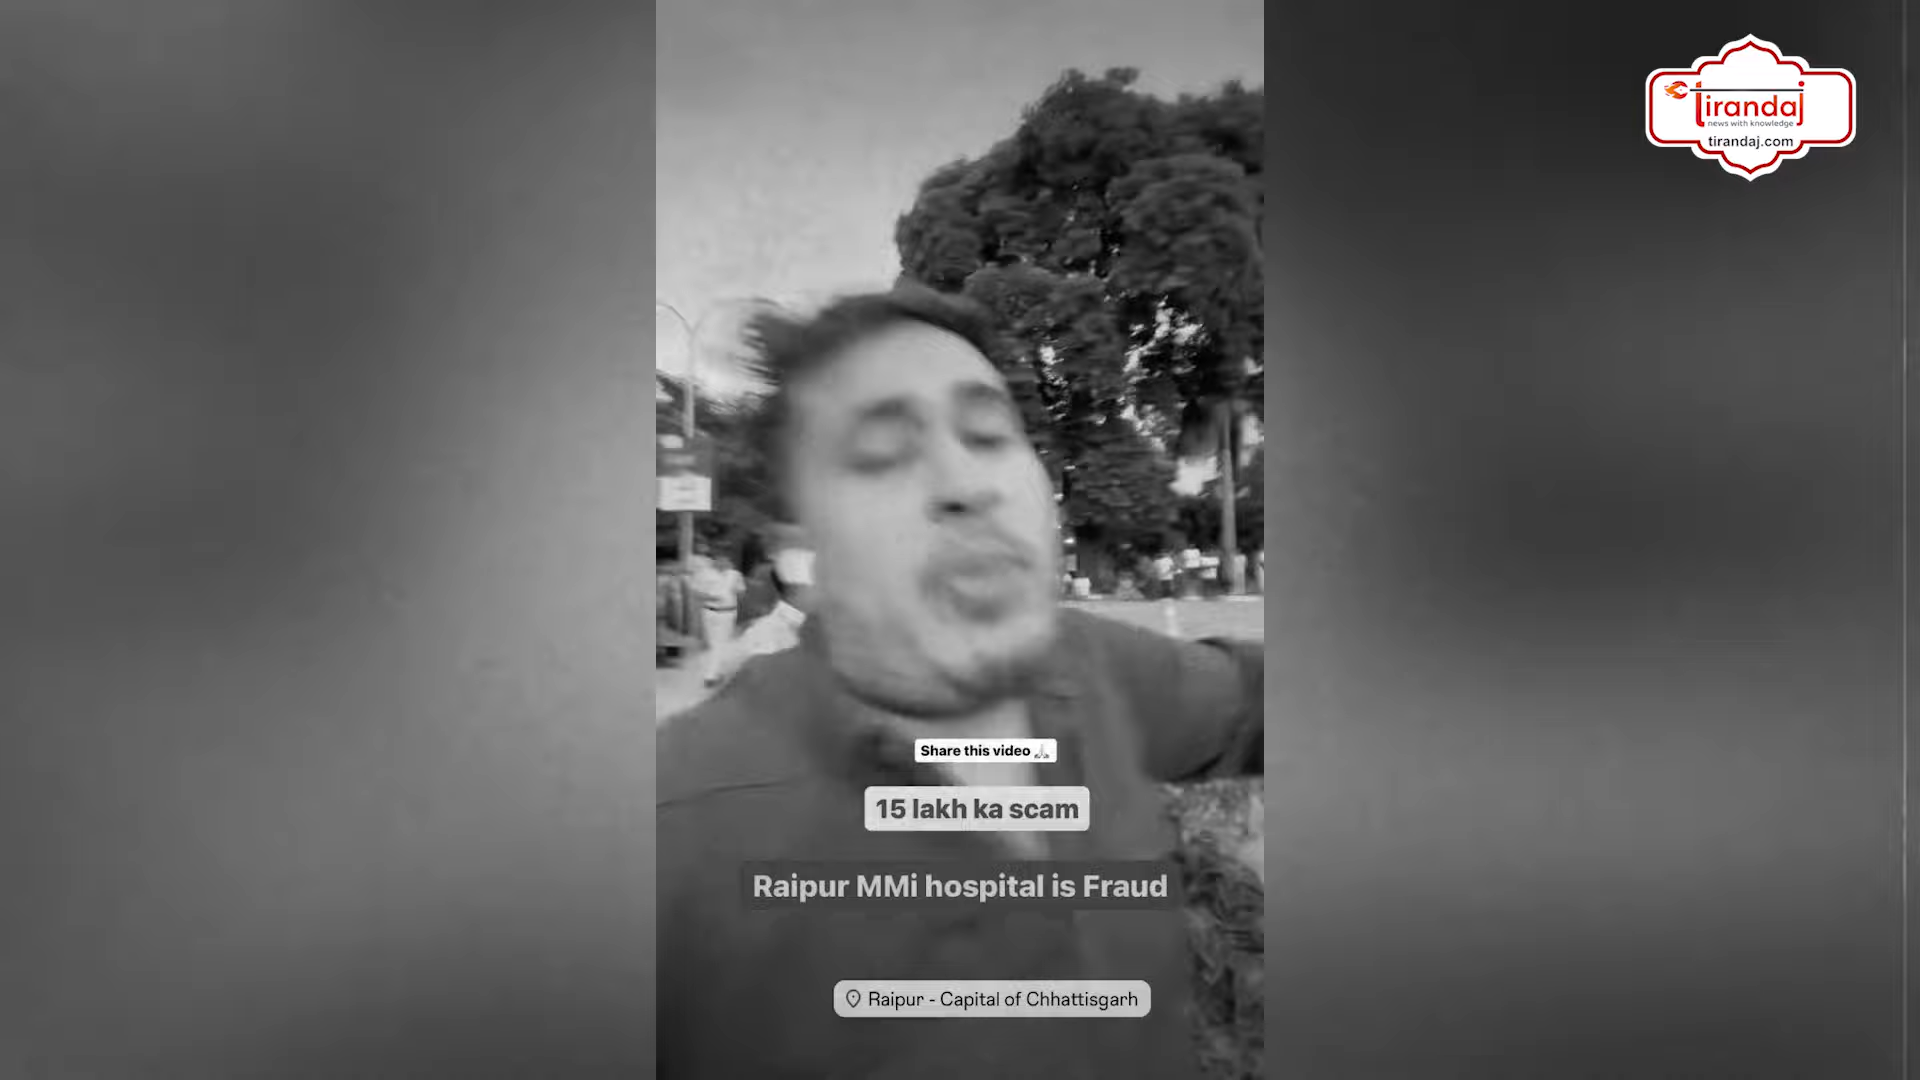 tirandaj
news with knowledge
tirandaj.com
Share this video 🙏
15 lakh ka scam
Raipur MMi hospital is Fraud
Raipur - Capital of Chhattisgarh